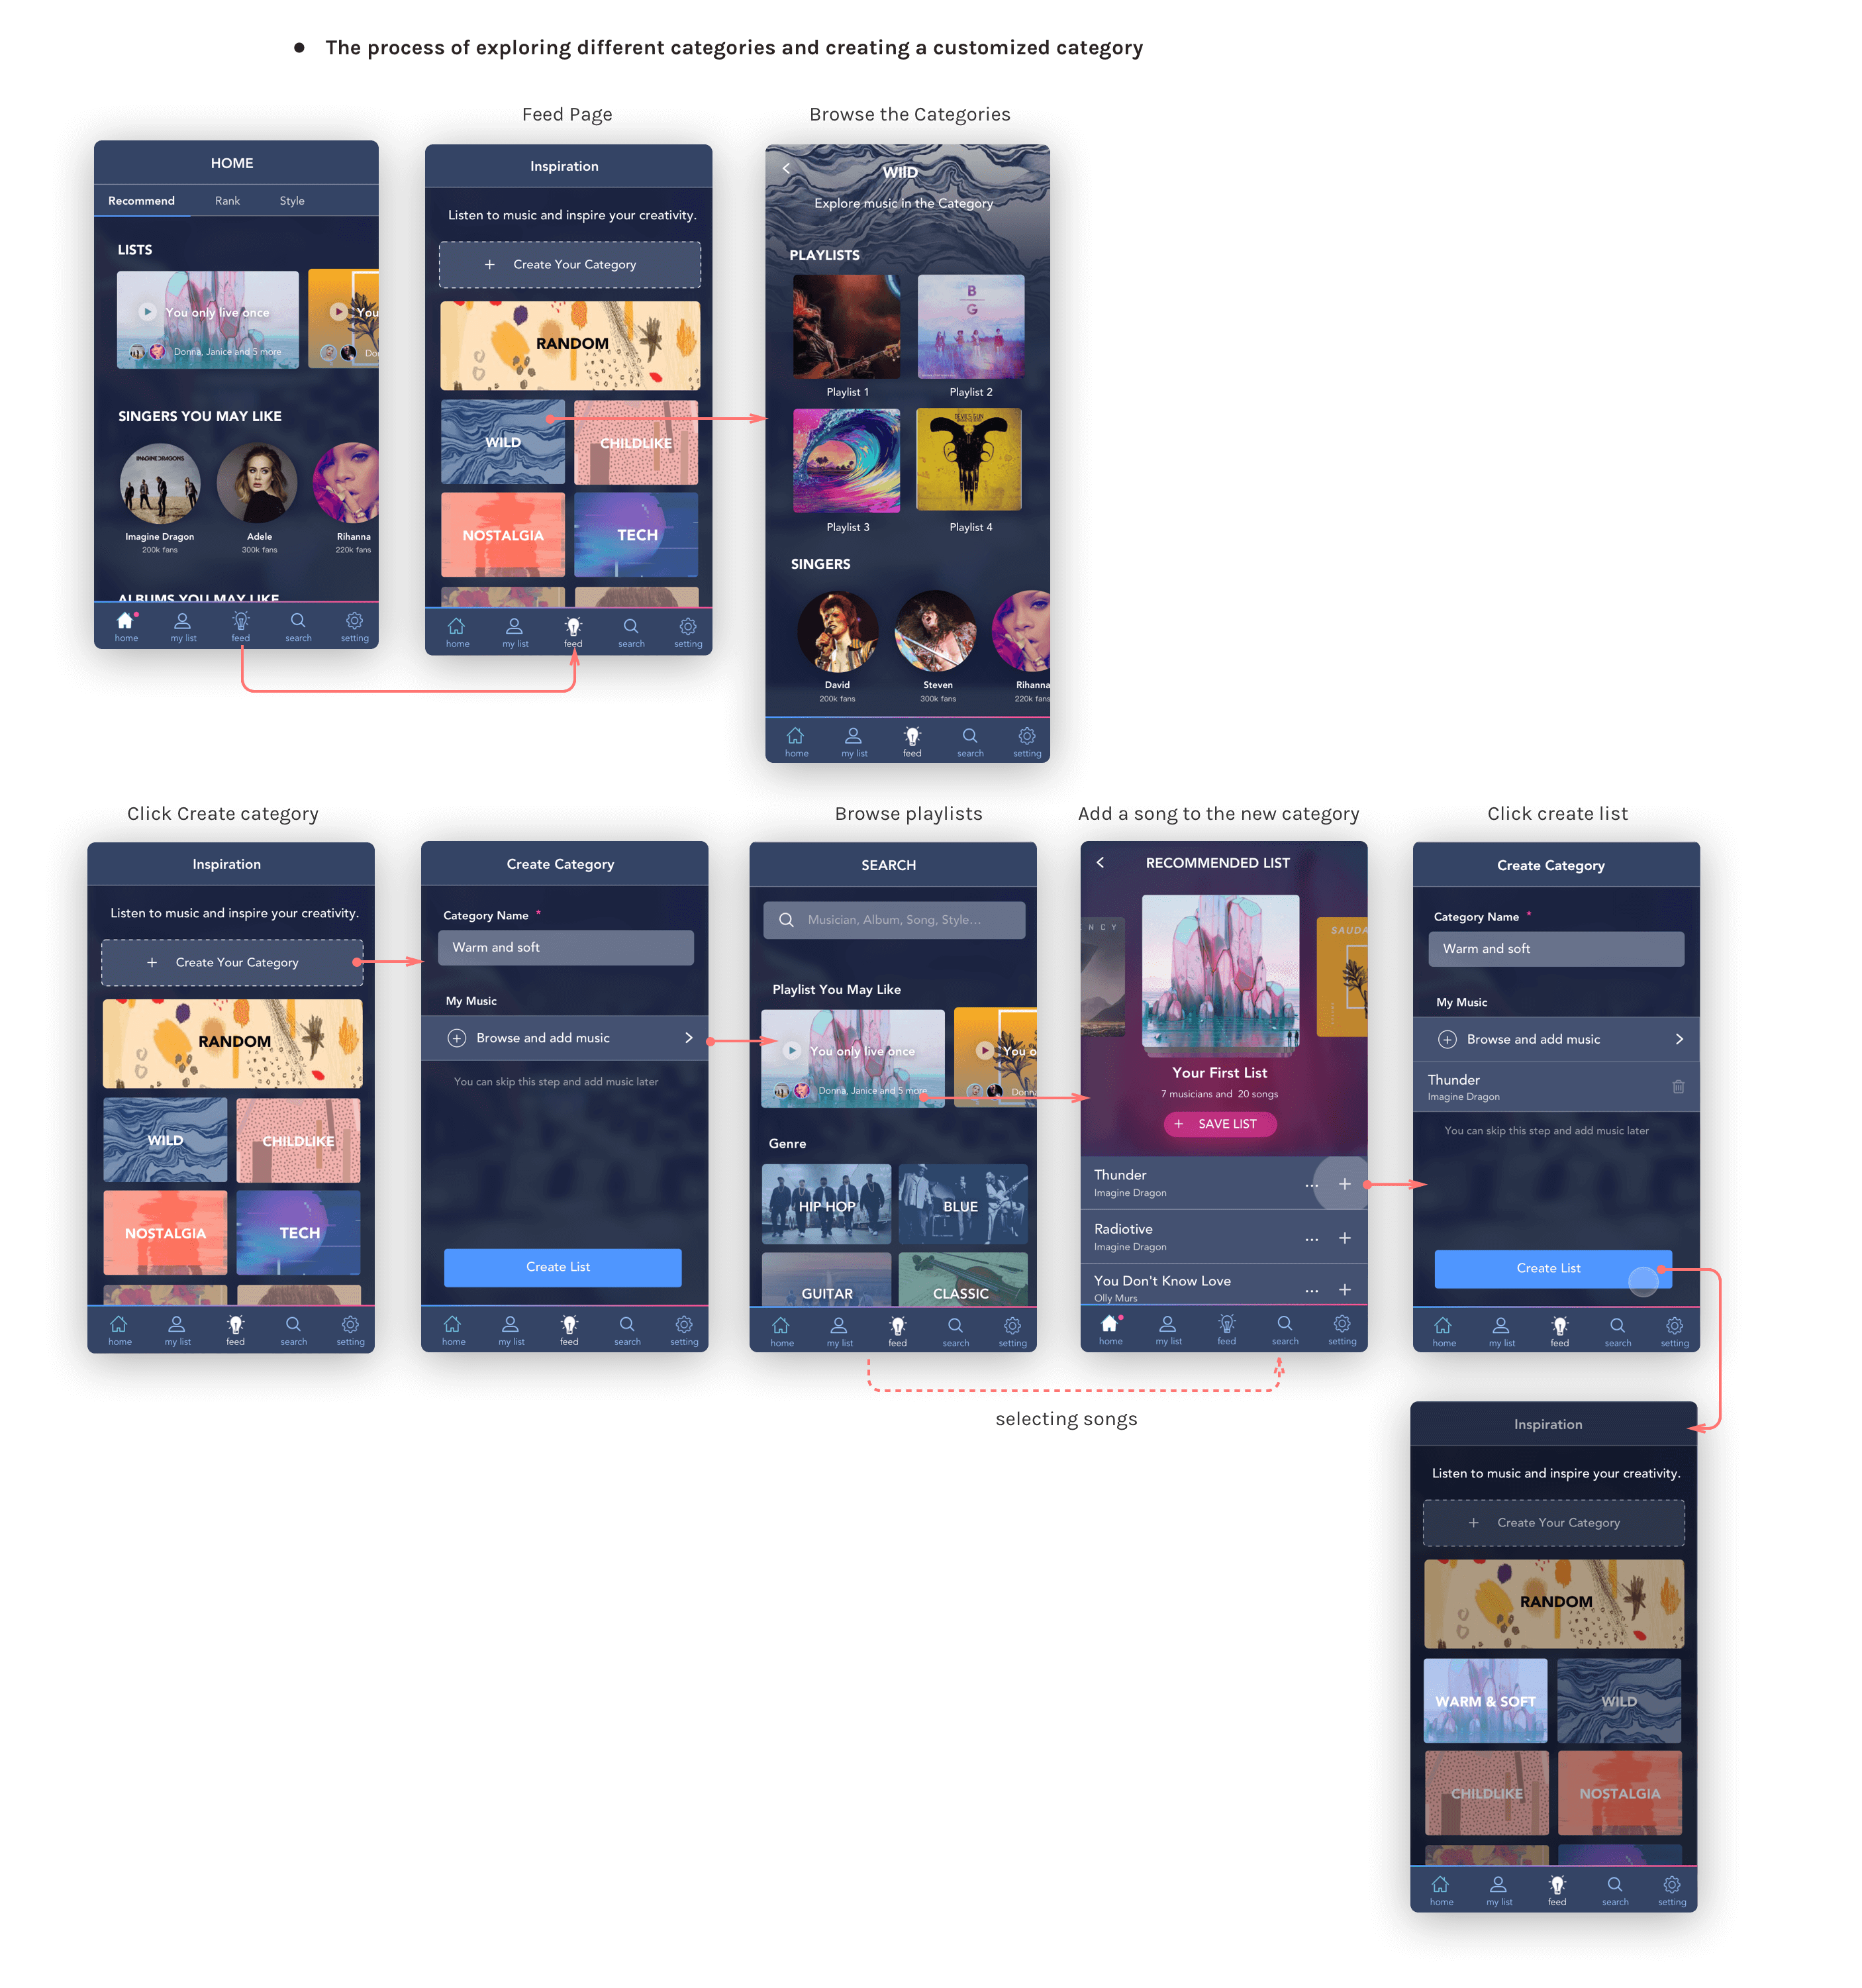 The process of exploring different categories and creating a customized category
Feed Page
Browse the Categories
HOME
Recommend Rank Style
LISTS
You only live once
You
Donna, Janice and 5 more
SINGERS YOU MAY LIKE
IMAGINE DRAGONS
Imagine Dragon Adele Rihanna
200k fans 300k fans 220k fans
ALBUMS YOU MAY LIKE
home my list feed search setting
Inspiration
Listen to music and inspire your creativity.
+ Create Your Category
RANDOM
WILD CHILDLIKE
NOSTALGIA TECH
home my list feed search setting
WIID
Explore music in the Category
PLAYLISTS
B
G
Playlist 1 Playlist 2
Playlist 3 Playlist 4
SINGERS
David Steven Rihanna
200k fans 300k fans 220k fans
home my list feed search setting
Click Create category
Browse playlists
Add a song to the new category
Click create list
Inspiration
Listen to music and inspire your creativity.
+ Create Your Category
RANDOM
WILD CHILDLIKE
NOSTALGIA TECH
home my list feed search setting
Create Category
Category Name *
Warm and soft
My Music
Browse and add music
You can skip this step and add music later
Create List
home my list feed search setting
SEARCH
Musician, Album, Song, Style...
Playlist You May Like
You only live once
You o
Donna, Janice and 5 more
Donn
Genre
HIP HOP BLUE
GUITAR CLASSIC
home my list feed search setting
RECOMMENDED LIST
N C Y
SAUDA
Your First List
7 musicians and 20 songs
+ SAVE LIST
Thunder
Imagine Dragon
... +
Radiotive
Imagine Dragon
... +
You Don't Know Love
Olly Murs
... +
home my list feed search setting
Create Category
Category Name *
Warm and soft
My Music
Browse and add music
Thunder
Imagine Dragon
You can skip this step and add music later
Create List
home my list feed search setting
selecting songs
Inspiration
Listen to music and inspire your creativity.
+ Create Your Category
RANDOM
WARM & SOFT WILD
CHILDLIKE NOSTALGIA
home my list feed search setting